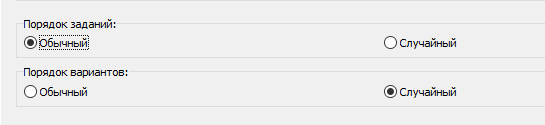 Порядок заданий:
Обычный Случайный
Порядок вариантов:
Обычный Случайный